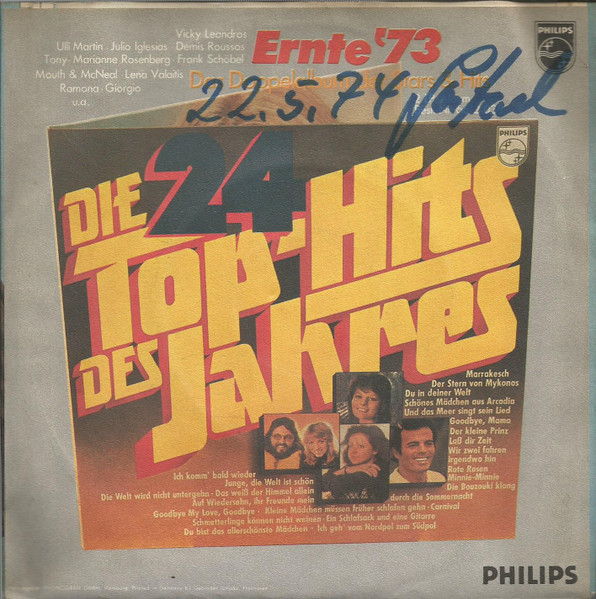 Vicky Leandros
Ulli Martin · Julio Iglesias · Demis Roussos
Tony · Marianne Rosenberg · Frank Schöbel
Mouth & McNeal · Lena Valaitis
Ramona · Giorgio
u.a.
Ernte '73
PHILIPS
22.5.74
PHILIPS
DIE 24
Top-Hits
DES Jahres
Marrakesch
Der Stern von Mykonos
Du in deiner Welt
Schönes Mädchen aus Arcadia
Und das Meer singt sein Lied
Goodbye, Mama
Der kleine Prinz
Laß dir Zeit
Wir zwei fahren
irgendwo hin
Rote Rosen
Minnie-Minnie
Die Bouzouki klang
durch die Sommernacht
Ich komm' bald wieder
Junge, die Welt ist schön
Die Welt wird nicht untergehn · Das weiß der Himmel allein
Auf Wiedersehn, ihr Freunde mein
Goodbye My Love, Goodbye · Kleine Mädchen müssen früher schlafen gehn · Carnival
Schmetterlinge können nicht weinen · Ein Schlafsack und eine Gitarre
Du bist das allerschönste Mädchen · Ich geh' vom Nordpol zum Südpol
PHILIPS